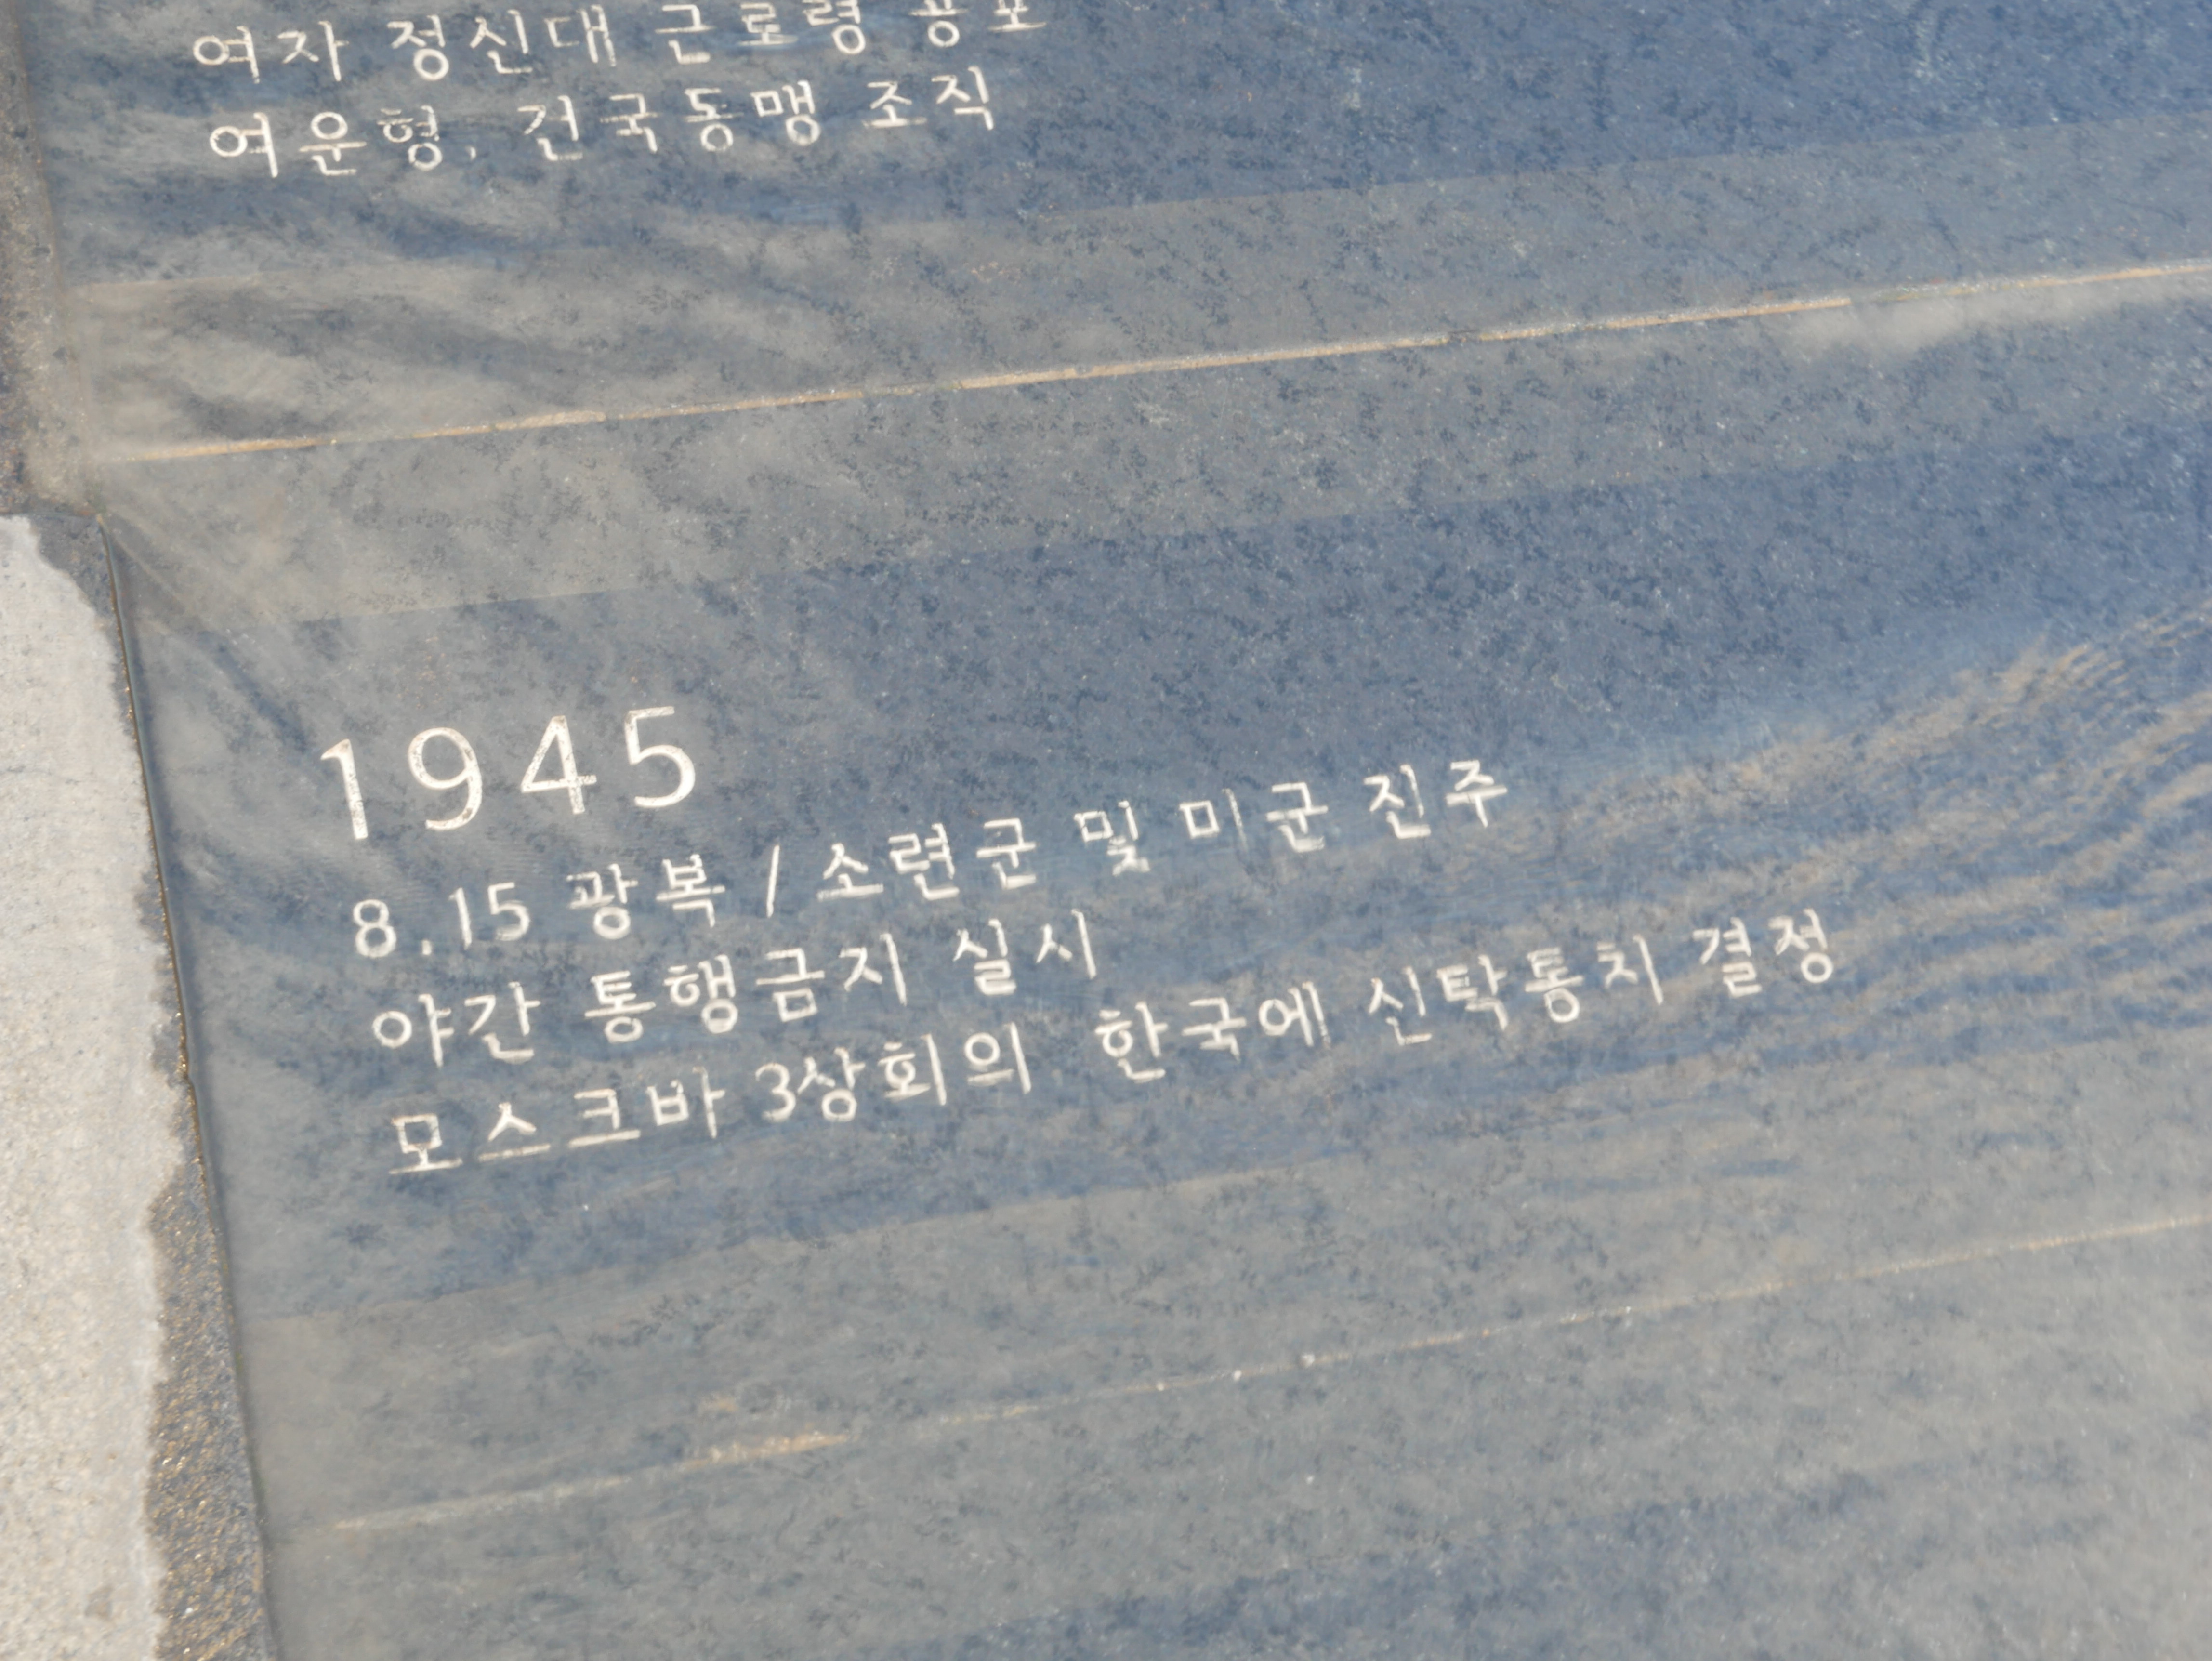 여자 정신대 근로령 공포
여운형, 건국동맹 조직
1945
8.15 광복 / 소련군 및 미군 진주
야간 통행금지 실시
모스크바 3상회의 한국에 신탁통치 결정